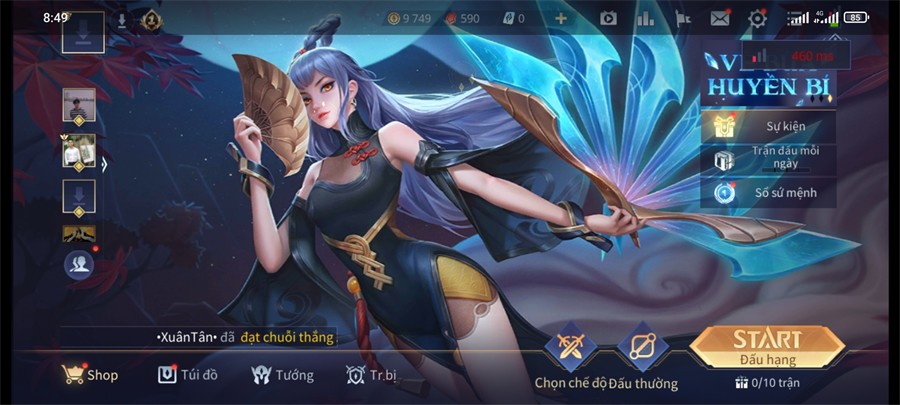 8:49
9 749
590
0
4G
85
460 ms
HUYỀN BÍ
Sự kiện
Trận đấu mỗi
ngày
Sổ sứ mệnh
•XuânTân• đã đạt chuỗi thắng
START
Đấu hạng
0/10 trận
Chọn chế độ
Đấu thường
Shop
Túi đồ
Tướng
Tr.bị